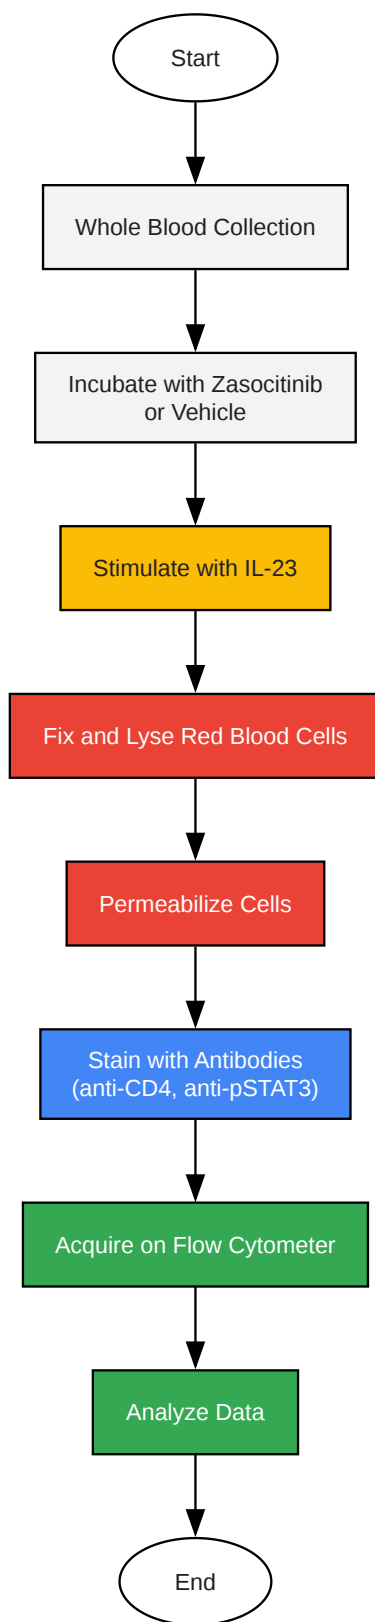 Start
Whole Blood Collection
Incubate with Zasocitinib
or Vehicle
Stimulate with IL-23
Fix and Lyse Red Blood Cells
Permeabilize Cells
Stain with Antibodies
(anti-CD4, anti-pSTAT3)
Acquire on Flow Cytometer
Analyze Data
End